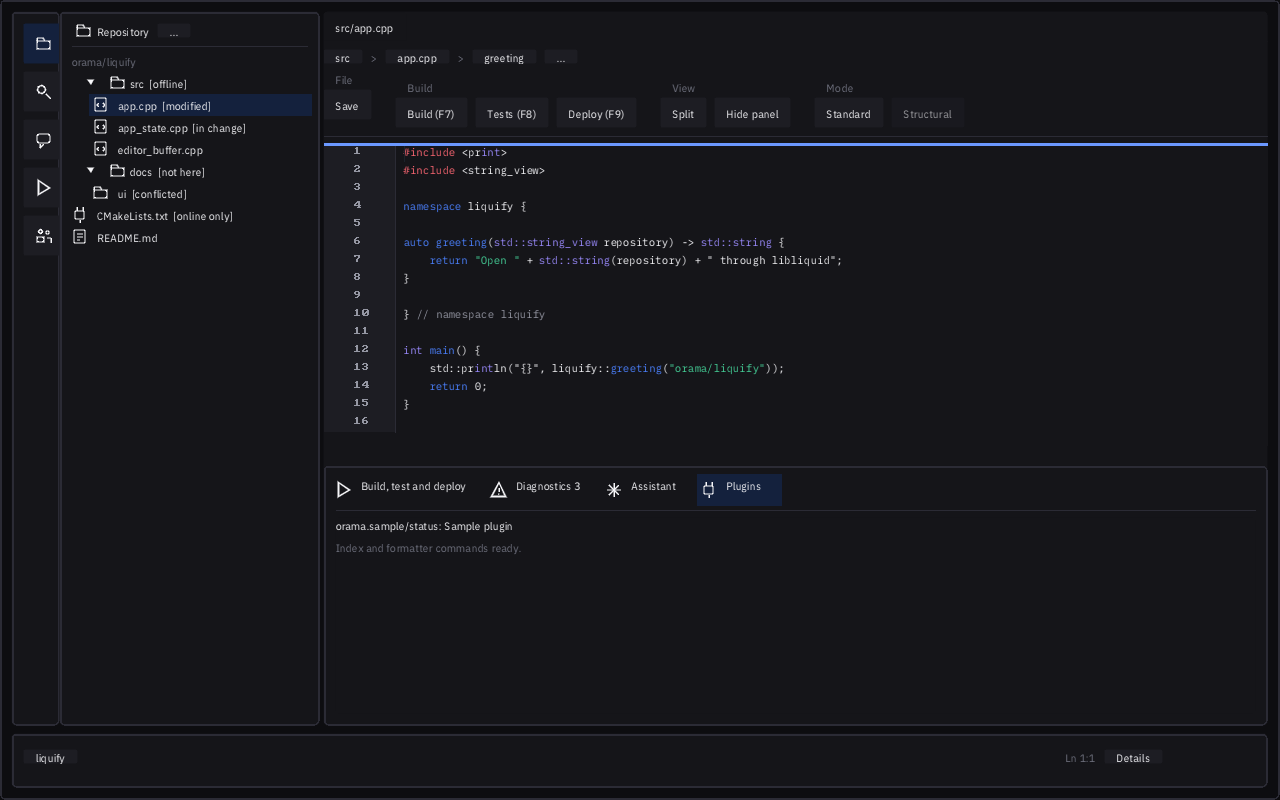 Repository ...
orama/liquify
src [offline]
app.cpp [modified]
app_state.cpp [in change]
editor_buffer.cpp
docs [not here]
ui [conflicted]
CMakeLists.txt [online only]
README.md
src/app.cpp
src > app.cpp > greeting ...
File Build View Mode
Save Build (F7) Tests (F8) Deploy (F9) Split Hide panel Standard Structural
1 #include <print>
2 #include <string_view>
3
4 namespace liquify {
5
6 auto greeting(std::string_view repository) -> std::string {
7     return "Open " + std::string(repository) + " through libliquid";
8 }
9
10 } // namespace liquify
11
12 int main() {
13     std::println("{}", liquify::greeting("orama/liquify"));
14     return 0;
15 }
16
Build, test and deploy Diagnostics 3 Assistant Plugins
orama.sample/status: Sample plugin
Index and formatter commands ready.
liquify Ln 1:1 Details